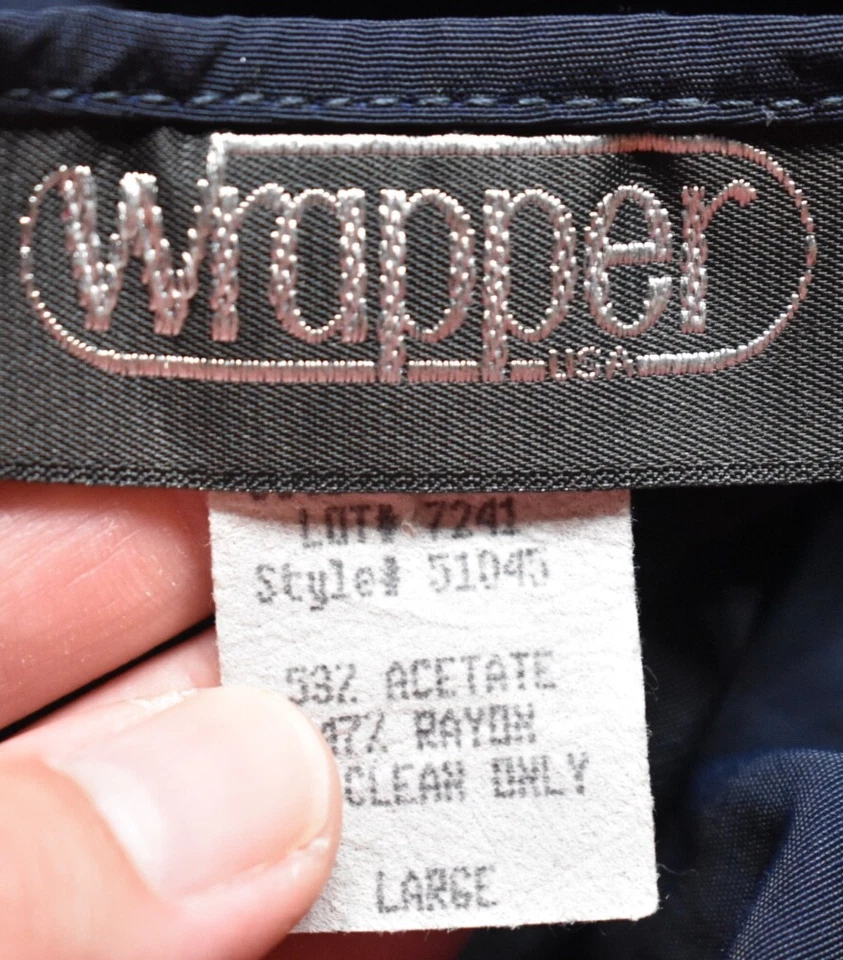 wrapper
USA
LOT# 7241
Style# 51045
53% ACETATE
47% RAYON
CLEAN ONLY
LARGE